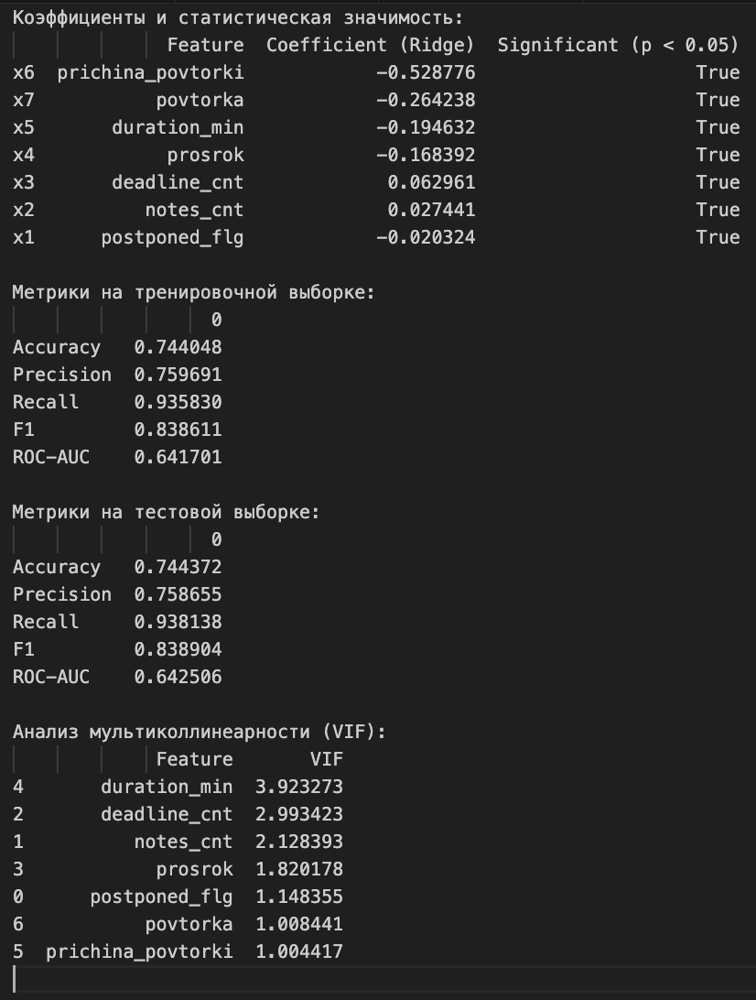 Коэффициенты и статистическая значимость:
Feature Coefficient (Ridge) Significant (p < 0.05)
x6 prichina_povtorki -0.528776 True
x7 povtorka -0.264238 True
x5 duration_min -0.194632 True
x4 prosrok -0.168392 True
x3 deadline_cnt 0.062961 True
x2 notes_cnt 0.027441 True
x1 postponed_flg -0.020324 True
Метрики на тренировочной выборке:
0
Accuracy 0.744048
Precision 0.759691
Recall 0.935830
F1 0.838611
ROC-AUC 0.641701
Метрики на тестовой выборке:
0
Accuracy 0.744372
Precision 0.758655
Recall 0.938138
F1 0.838904
ROC-AUC 0.642506
Анализ мультиколлинеарности (VIF):
Feature VIF
4 duration_min 3.923273
2 deadline_cnt 2.993423
1 notes_cnt 2.128393
3 prosrok 1.820178
0 postponed_flg 1.148355
6 povtorka 1.008441
5 prichina_povtorki 1.004417